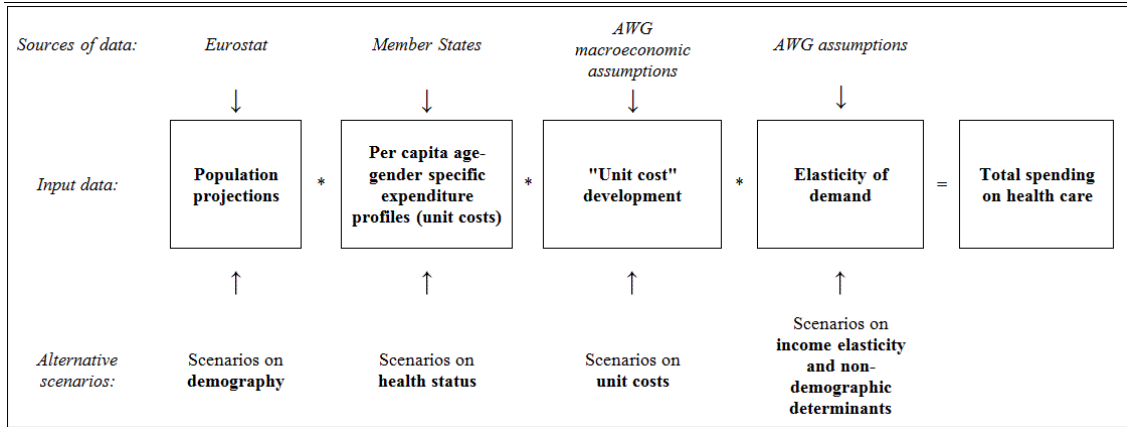 Sources of data:
Eurostat
Member States
AWG
macroeconomic
assumptions
AWG assumptions
↓ ↓ ↓ ↓
Input data:
Population
projections
*
Per capita age-
gender specific
expenditure
profiles (unit costs)
*
"Unit cost"
development
*
Elasticity of
demand
=
Total spending
on health care
↑ ↑ ↑ ↑
Alternative
scenarios:
Scenarios on
demography
Scenarios on
health status
Scenarios on
unit costs
Scenarios on
income elasticity
and non-
demographic
determinants